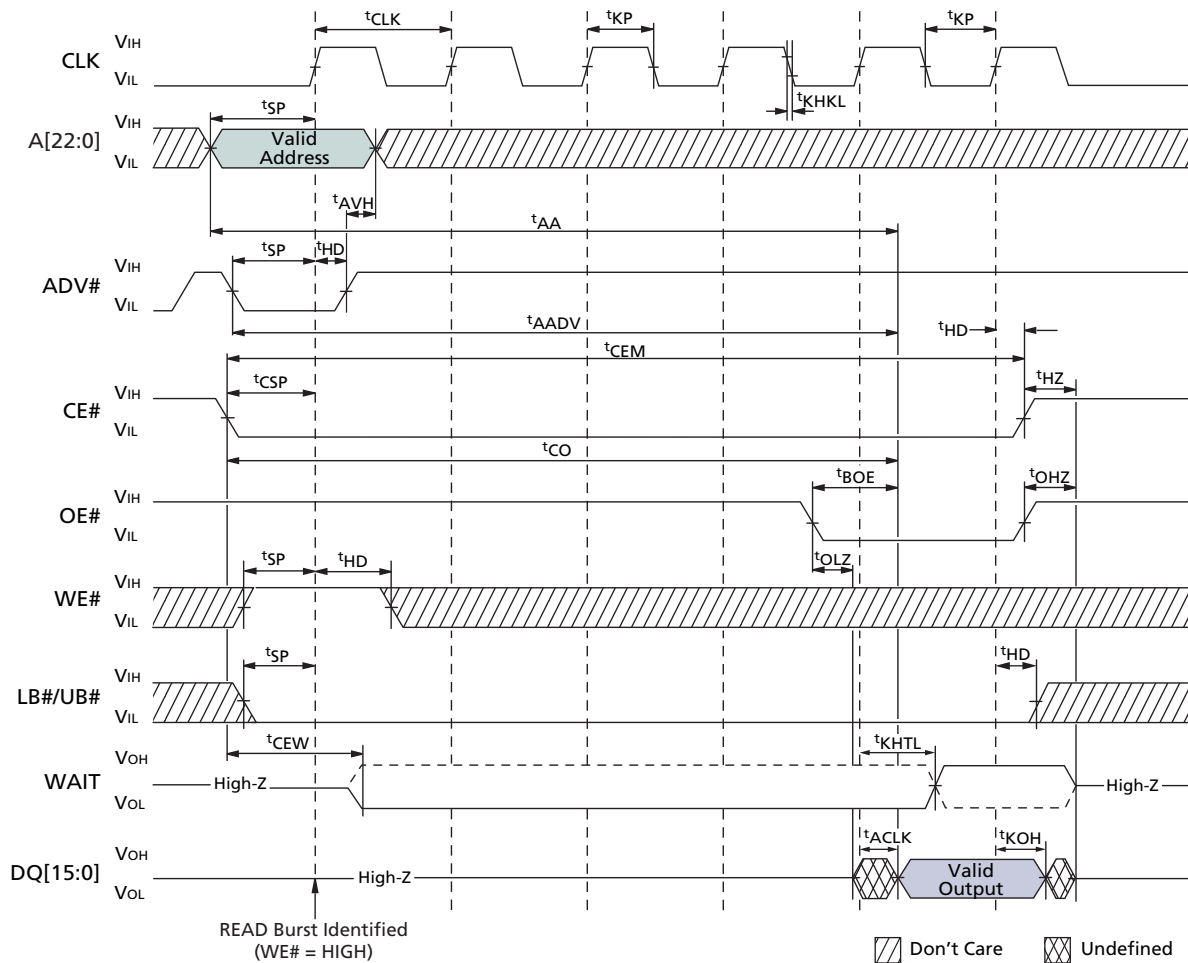 tCLK
tKP
tKP
VIH
CLK
VIL
tKHKL
tSP
VIH
A[22:0]
Valid
Address
VIL
tAVH
tAA
tSP
tHD
VIH
ADV#
VIL
tAADV
tHD
tCEM
tCSP
tHZ
VIH
CE#
VIL
tCO
tBOE
tOHZ
VIH
OE#
VIL
tSP
tHD
tOLZ
VIH
WE#
VIL
tSP
tHD
VIH
LB#/UB#
VIL
tCEW
tKHTL
VOH
WAIT
High-Z
High-Z
VOL
tACLK
tKOH
VOH
DQ[15:0]
High-Z
Valid
Output
VOL
READ Burst Identified
(WE# = HIGH)
Don't Care
Undefined